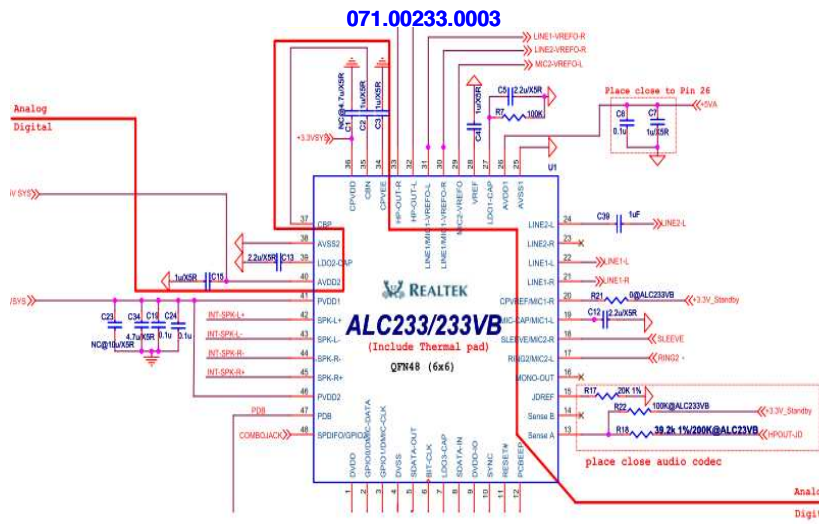 071.00233.0003
LINE1-VREFO-R
LINE2-VREFO-R
MIC2-VREFO-L
Analog
Digital
NC@4.7u/X5R
C1
1u/X5R
C2
1u/X5R
C3
+3.3VSYS
1u/X5R
C44
C5
2.2u/X5R
R7
100K
Place close to Pin 26
+5VA
C6
0.1u
C7
1u/X5R
U1
36
35
34
33
32
31
30
29
28
27
26
25
CPVDD
CBN
CPVEE
HP-OUT-R
HP-OUT-L
LINE1/MIC1-VREFO-L
LINE1/MIC1-VREFO-R
MIC2-VREFO
VREF
LDO1-CAP
AVDD1
AVSS1
37
CBP
38
AVSS2
39
LDO2-CAP
40
AVDD2
41
PVDD1
42
SPK-L+
43
SPK-L-
44
SPK-R-
45
SPK-R+
46
PVDD2
47
PDB
48
SPDIFO/GPIO2
2.2u/X5R
C13
1u/X5R
C15
C23
C34
C19
C24
NC@10u/X5R
4.7u/X5R
0.1u
0.1u
INT-SPK-L+
INT-SPK-L-
INT-SPK-R-
INT-SPK-R+
PDB
COMBOJACK
REALTEK
ALC233/233VB
(Include Thermal pad)
QFN48 (6x6)
LINE2-L
24
C39
1uF
LINE2-L
LINE2-R
23
LINE1-L
22
LINE1-L
LINE1-R
21
LINE1-R
CPVREF/MIC1-R
20
R21
0@ALC233VB
+3.3V_Standby
MIC-CAP/MIC1-L
19
C12
2.2u/X5R
SLEEVE/MIC2-R
18
SLEEVE
RING2/MIC2-L
17
RING2
MONO-OUT
16
JDREF
15
R17
20K 1%
Sense B
14
R22
100K@ALC233VB
+3.3V_Standby
Sense A
13
R18
39.2k 1%/200K@ALC23VB
HPOUT-JD
place close audio codec
DVDD
GPIO0/DMIC-DATA
GPIO1/DMIC-CLK
DVSS
SDATA-OUT
BIT-CLK
LDO3-CAP
SDATA-IN
DVDD-IO
SYNC
RESET#
PCBEEP
1
2
3
4
5
6
7
8
9
10
11
12